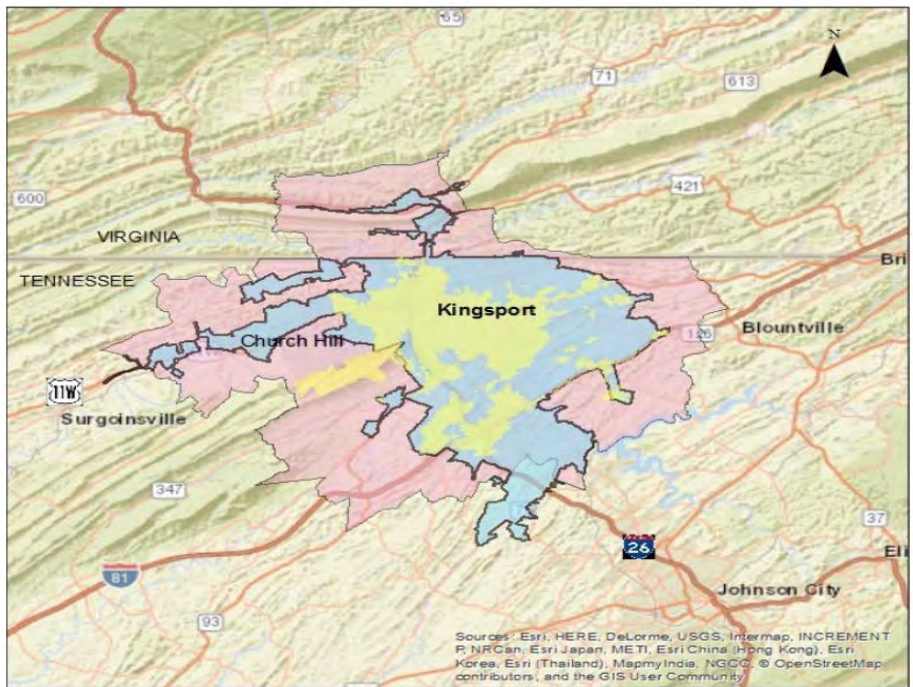 65
N
71
613
421
600
VIRGINIA
TENNESSEE
Bri
Kingsport
126
Blountville
Church Hill
11W
Surgoinsville
347
37
26
81
Eli
Johnson City
93
Sources: Esri, HERE, DeLorme, USGS, Intermap, INCREMENT
P, NRCan, Esri Japan, METI, Esri China (Hong Kong), Esri
Korea, Esri (Thailand), MapmyIndia, NGCC, © OpenStreetMap
contributors, and the GIS User Community